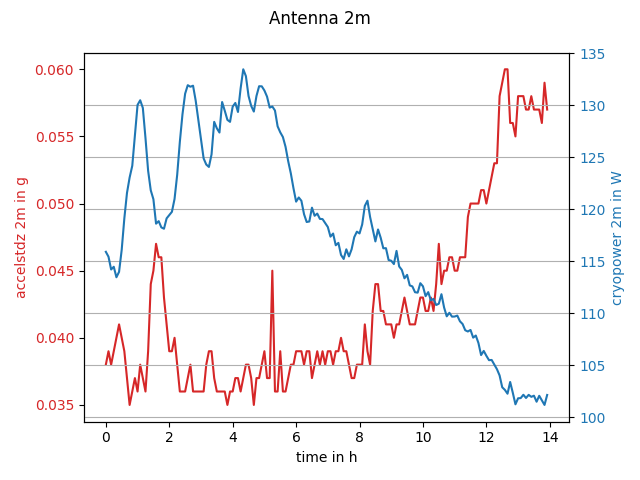 Antenna 2m
accelstdz 2m in g
0.060
0.055
0.050
0.045
0.040
0.035
135
130
125
120
115
110
105
100
cryopower 2m in W
0 2 4 6 8 10 12 14
time in h